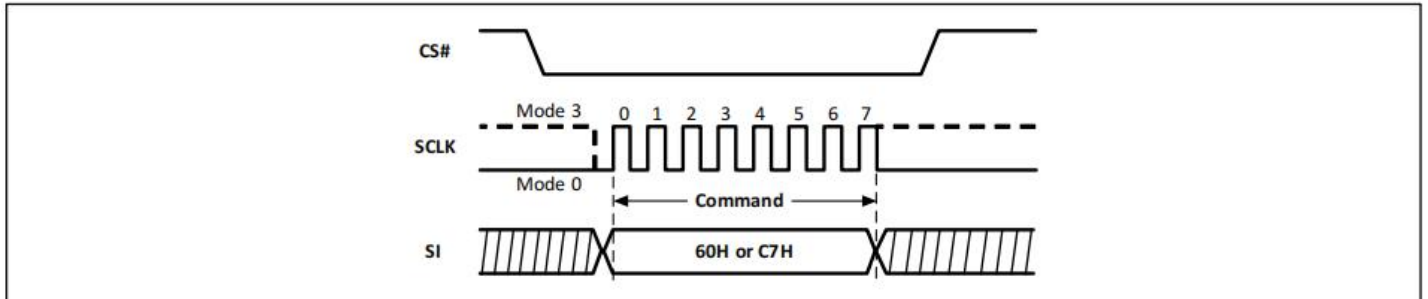 CS#
Mode 3 0 1 2 3 4 5 6 7
SCLK
Mode 0
Command
SI 60H or C7H